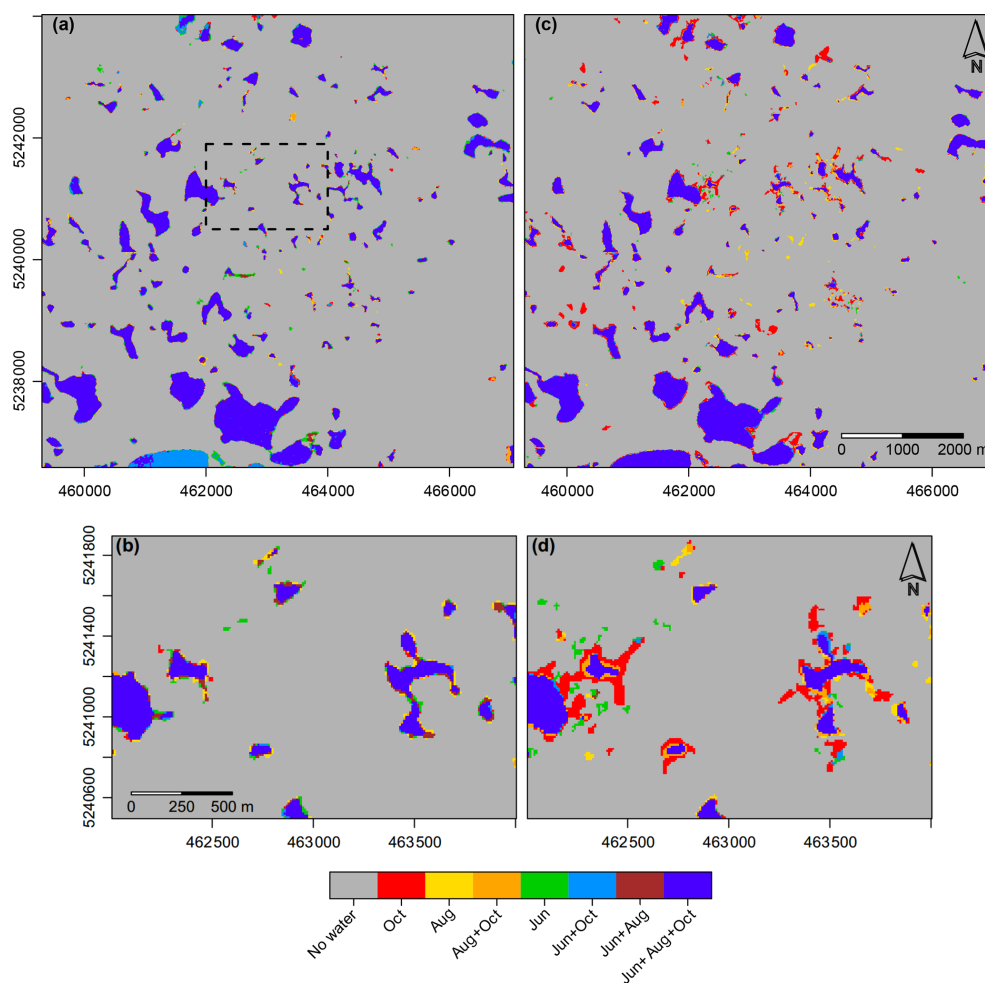 (a)
(c)
N
5242000
5240000
5238000
0 1000 2000 m
460000 462000 464000 466000
460000 462000 464000 466000
(b)
(d)
N
5241800
5241400
5241000
5240600
0 250 500 m
462500 463000 463500
462500 463000 463500
No water
Oct
Aug
Aug+Oct
Jun
Jun+Oct
Jun+Aug
Jun+ Aug+Oct